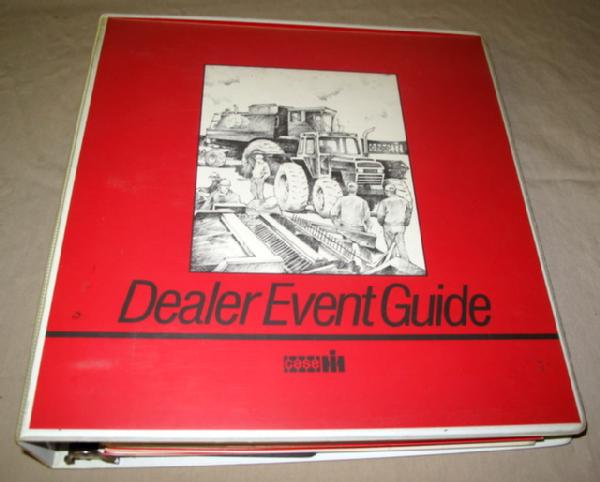 Dealer Event Guide
case IH